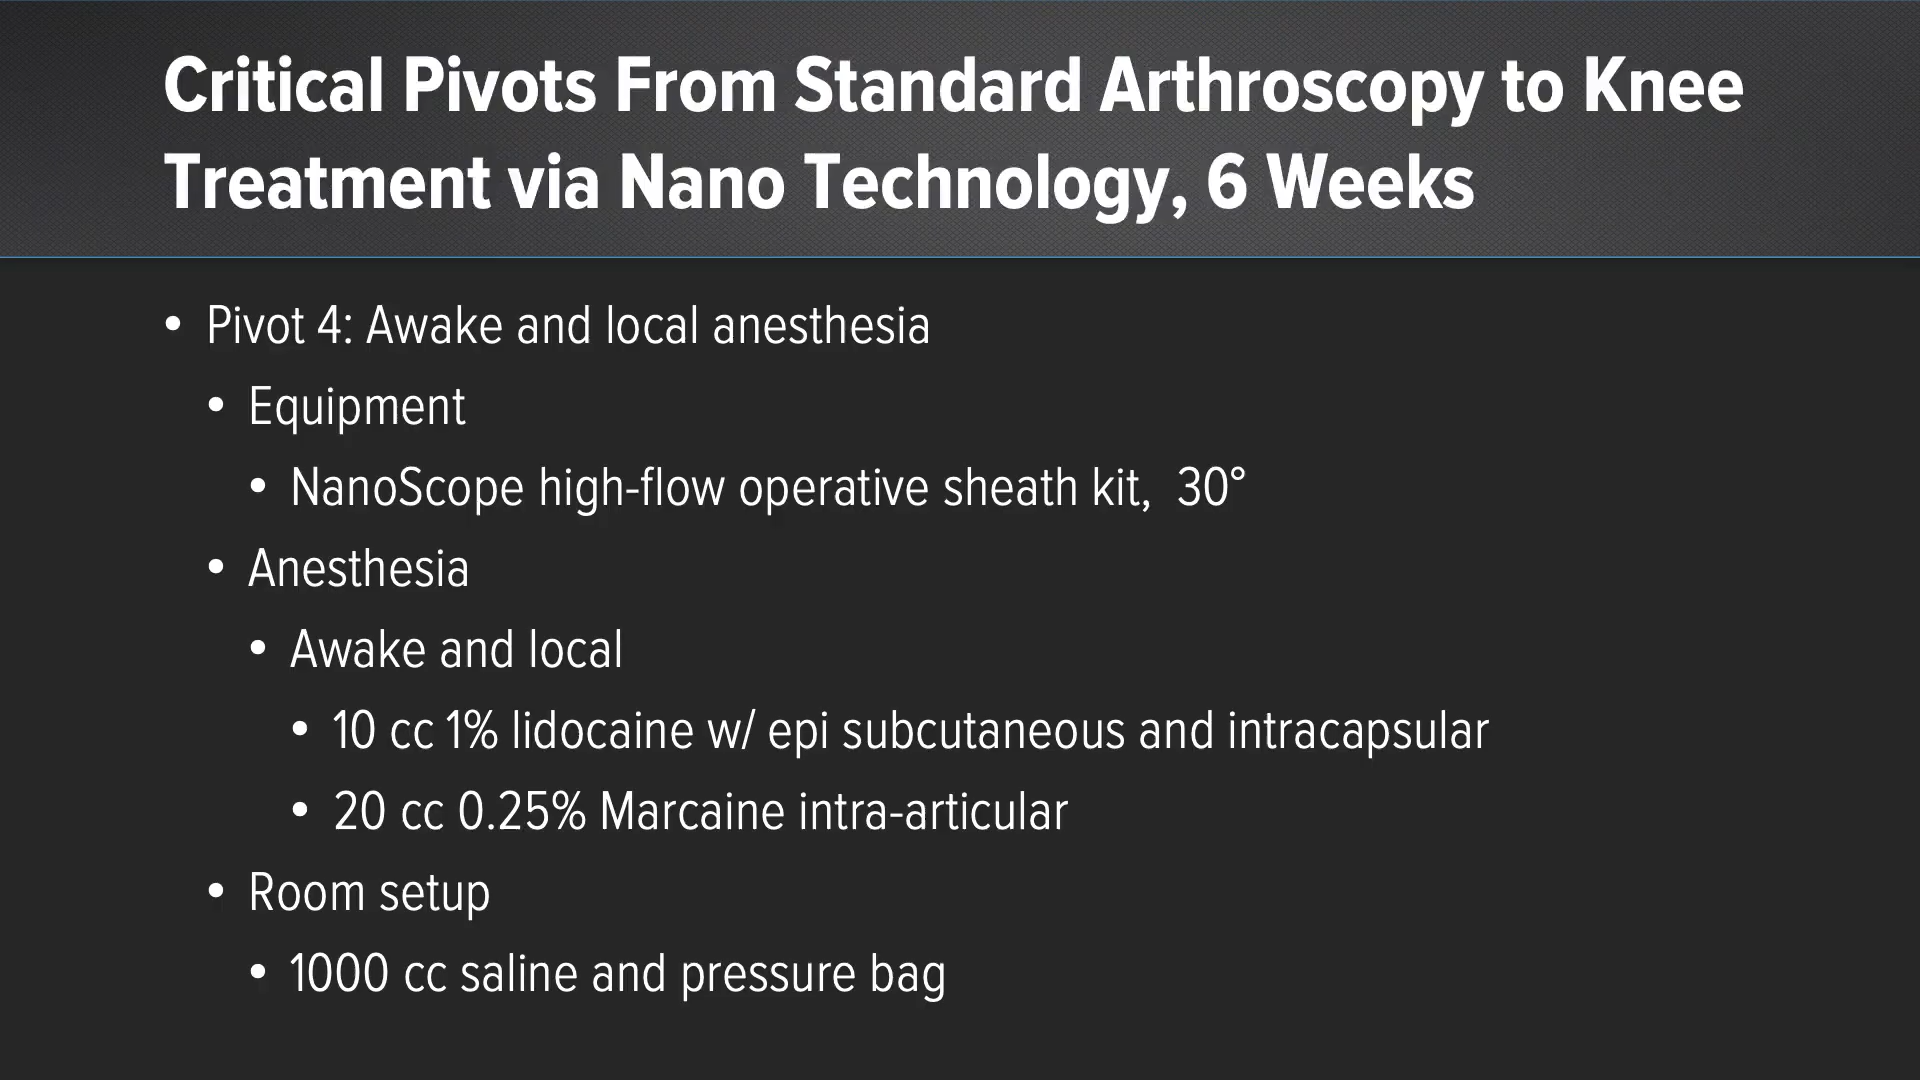 Critical Pivots From Standard Arthroscopy to Knee
Treatment via Nano Technology, 6 Weeks
• Pivot 4: Awake and local anesthesia
• Equipment
• NanoScope high-flow operative sheath kit,  30°
• Anesthesia
• Awake and local
• 10 cc 1% lidocaine w/ epi subcutaneous and intracapsular
• 20 cc 0.25% Marcaine intra-articular
• Room setup
• 1000 cc saline and pressure bag